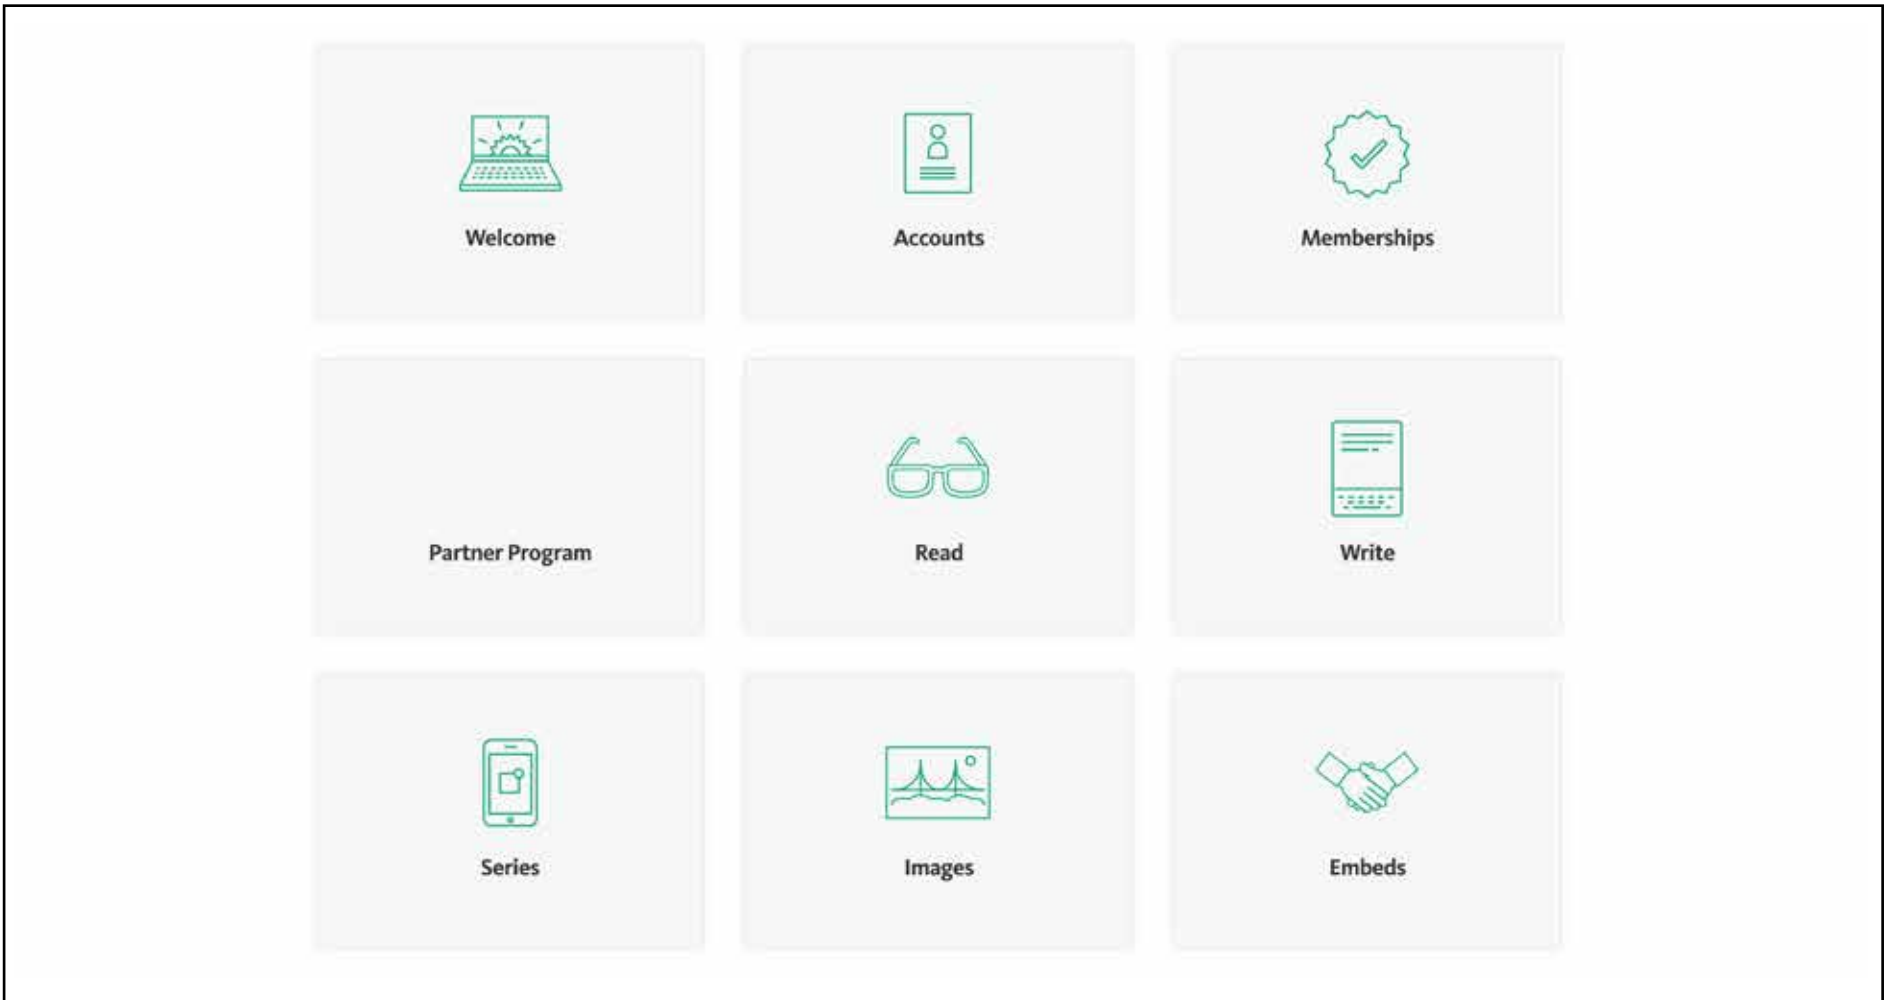 Welcome
Accounts
Memberships
Partner Program
Read
Write
Series
Images
Embeds